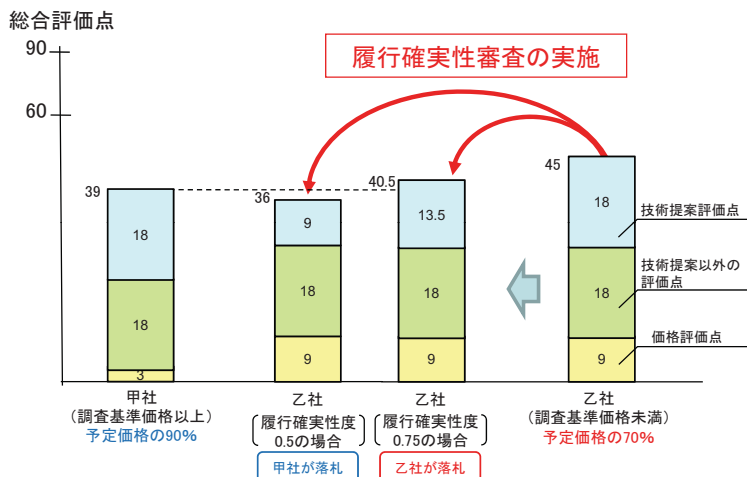 総合評価点
90
60
履行確実性審査の実施
39
18
18
3
36
9
18
9
40.5
13.5
18
9
45
18
18
9
技術提案評価点
技術提案以外の
評価点
価格評価点
甲社
（調査基準価格以上）
予定価格の90%
乙社
履行確実性度
0.5の場合
甲社が落札
乙社
履行確実性度
0.75の場合
乙社が落札
乙社
（調査基準価格未満）
予定価格の70%